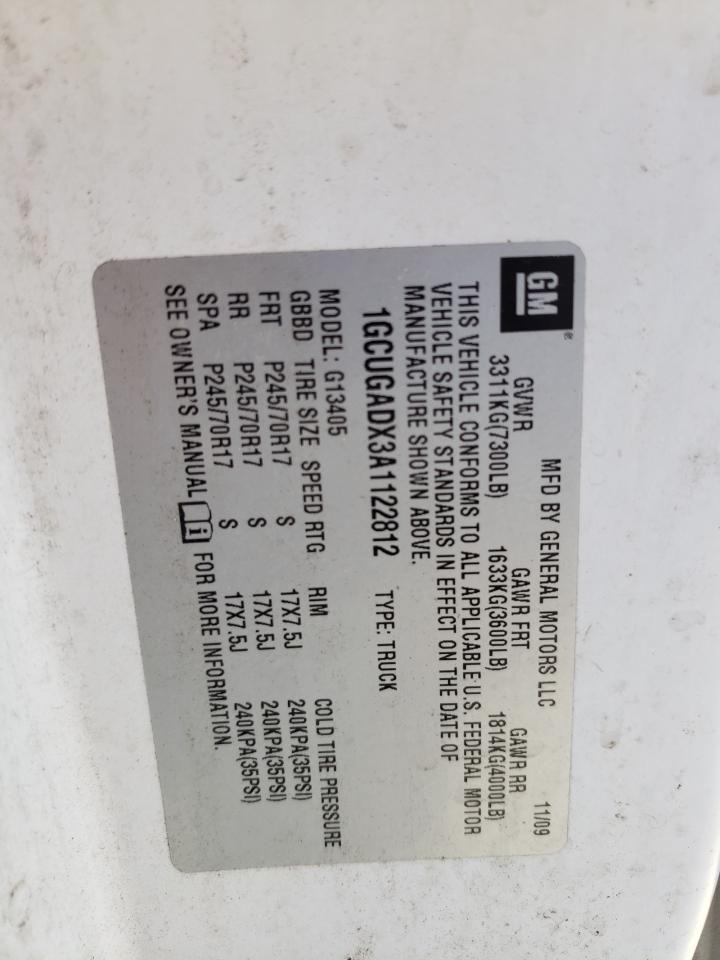 GM®
MFD BY GENERAL MOTORS LLC 11/09
GVWR GAWR FRT GAWR RR
3311KG(7300LB) 1633KG(3600LB) 1814KG(4000LB)
THIS VEHICLE CONFORMS TO ALL APPLICABLE U.S. FEDERAL MOTOR
VEHICLE SAFETY STANDARDS IN EFFECT ON THE DATE OF
MANUFACTURE SHOWN ABOVE.
1GCUGADX3A1122812 TYPE: TRUCK
MODEL: G13405
GBBD TIRE SIZE SPEED RTG RIM COLD TIRE PRESSURE
FRT P245/70R17 S 17X7.5J 240KPA(35PSI)
RR P245/70R17 S 17X7.5J 240KPA(35PSI)
SPA P245/70R17 S 17X7.5J 240KPA(35PSI)
SEE OWNER'S MANUAL i FOR MORE INFORMATION.